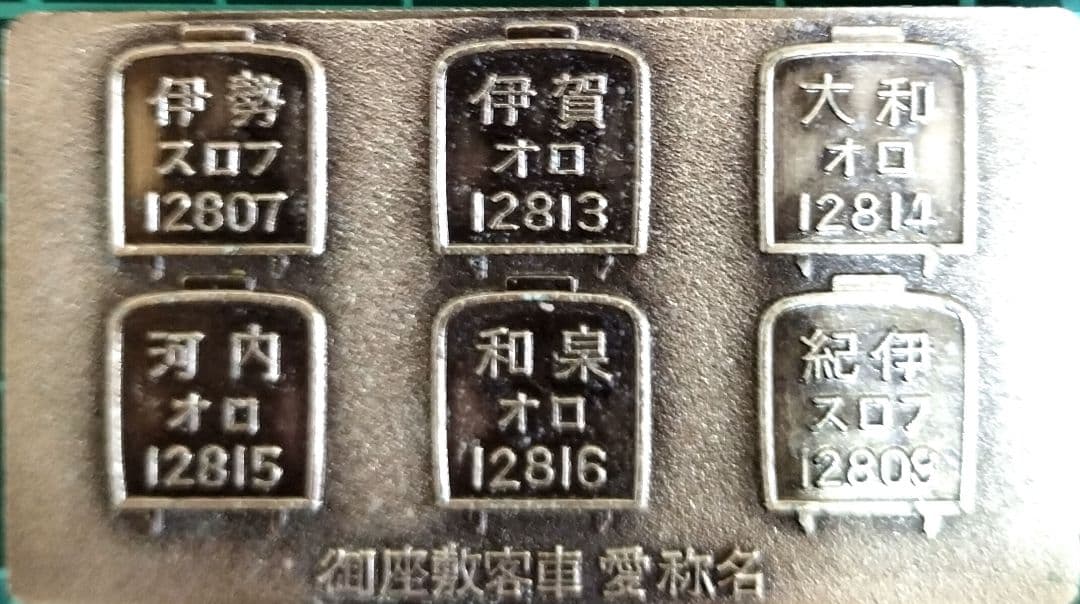 伊勢
スロフ
12807
伊賀
オロ
12813
大和
オロ
12814
河内
オロ
12815
和泉
オロ
12816
紀伊
スロフ
12809
御座敷客車 愛称名